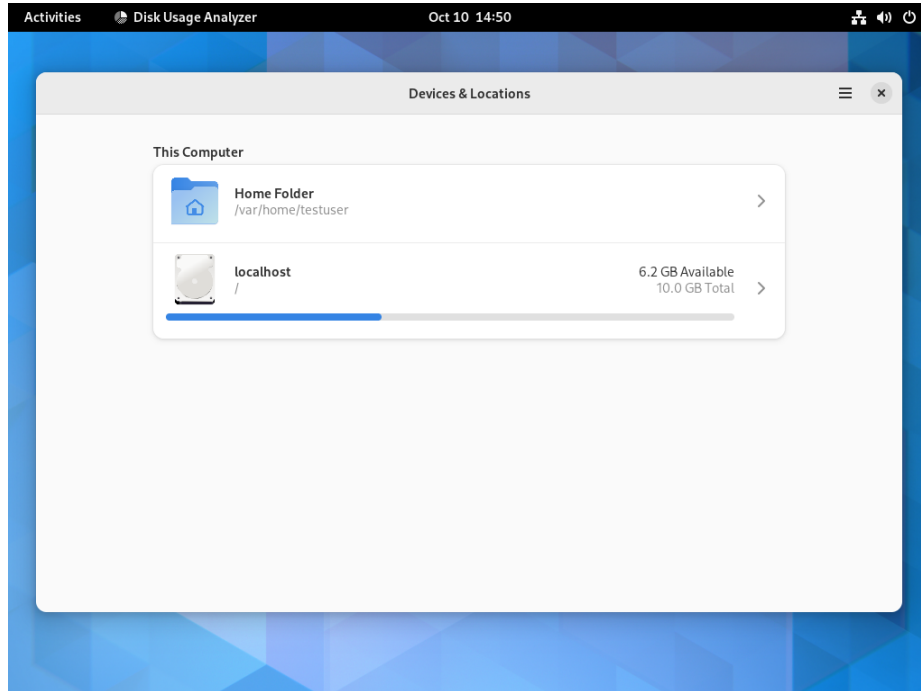 Activities Disk Usage Analyzer Oct 10 14:50
Devices & Locations
This Computer
Home Folder
/var/home/testuser
localhost 6.2 GB Available
/ 10.0 GB Total